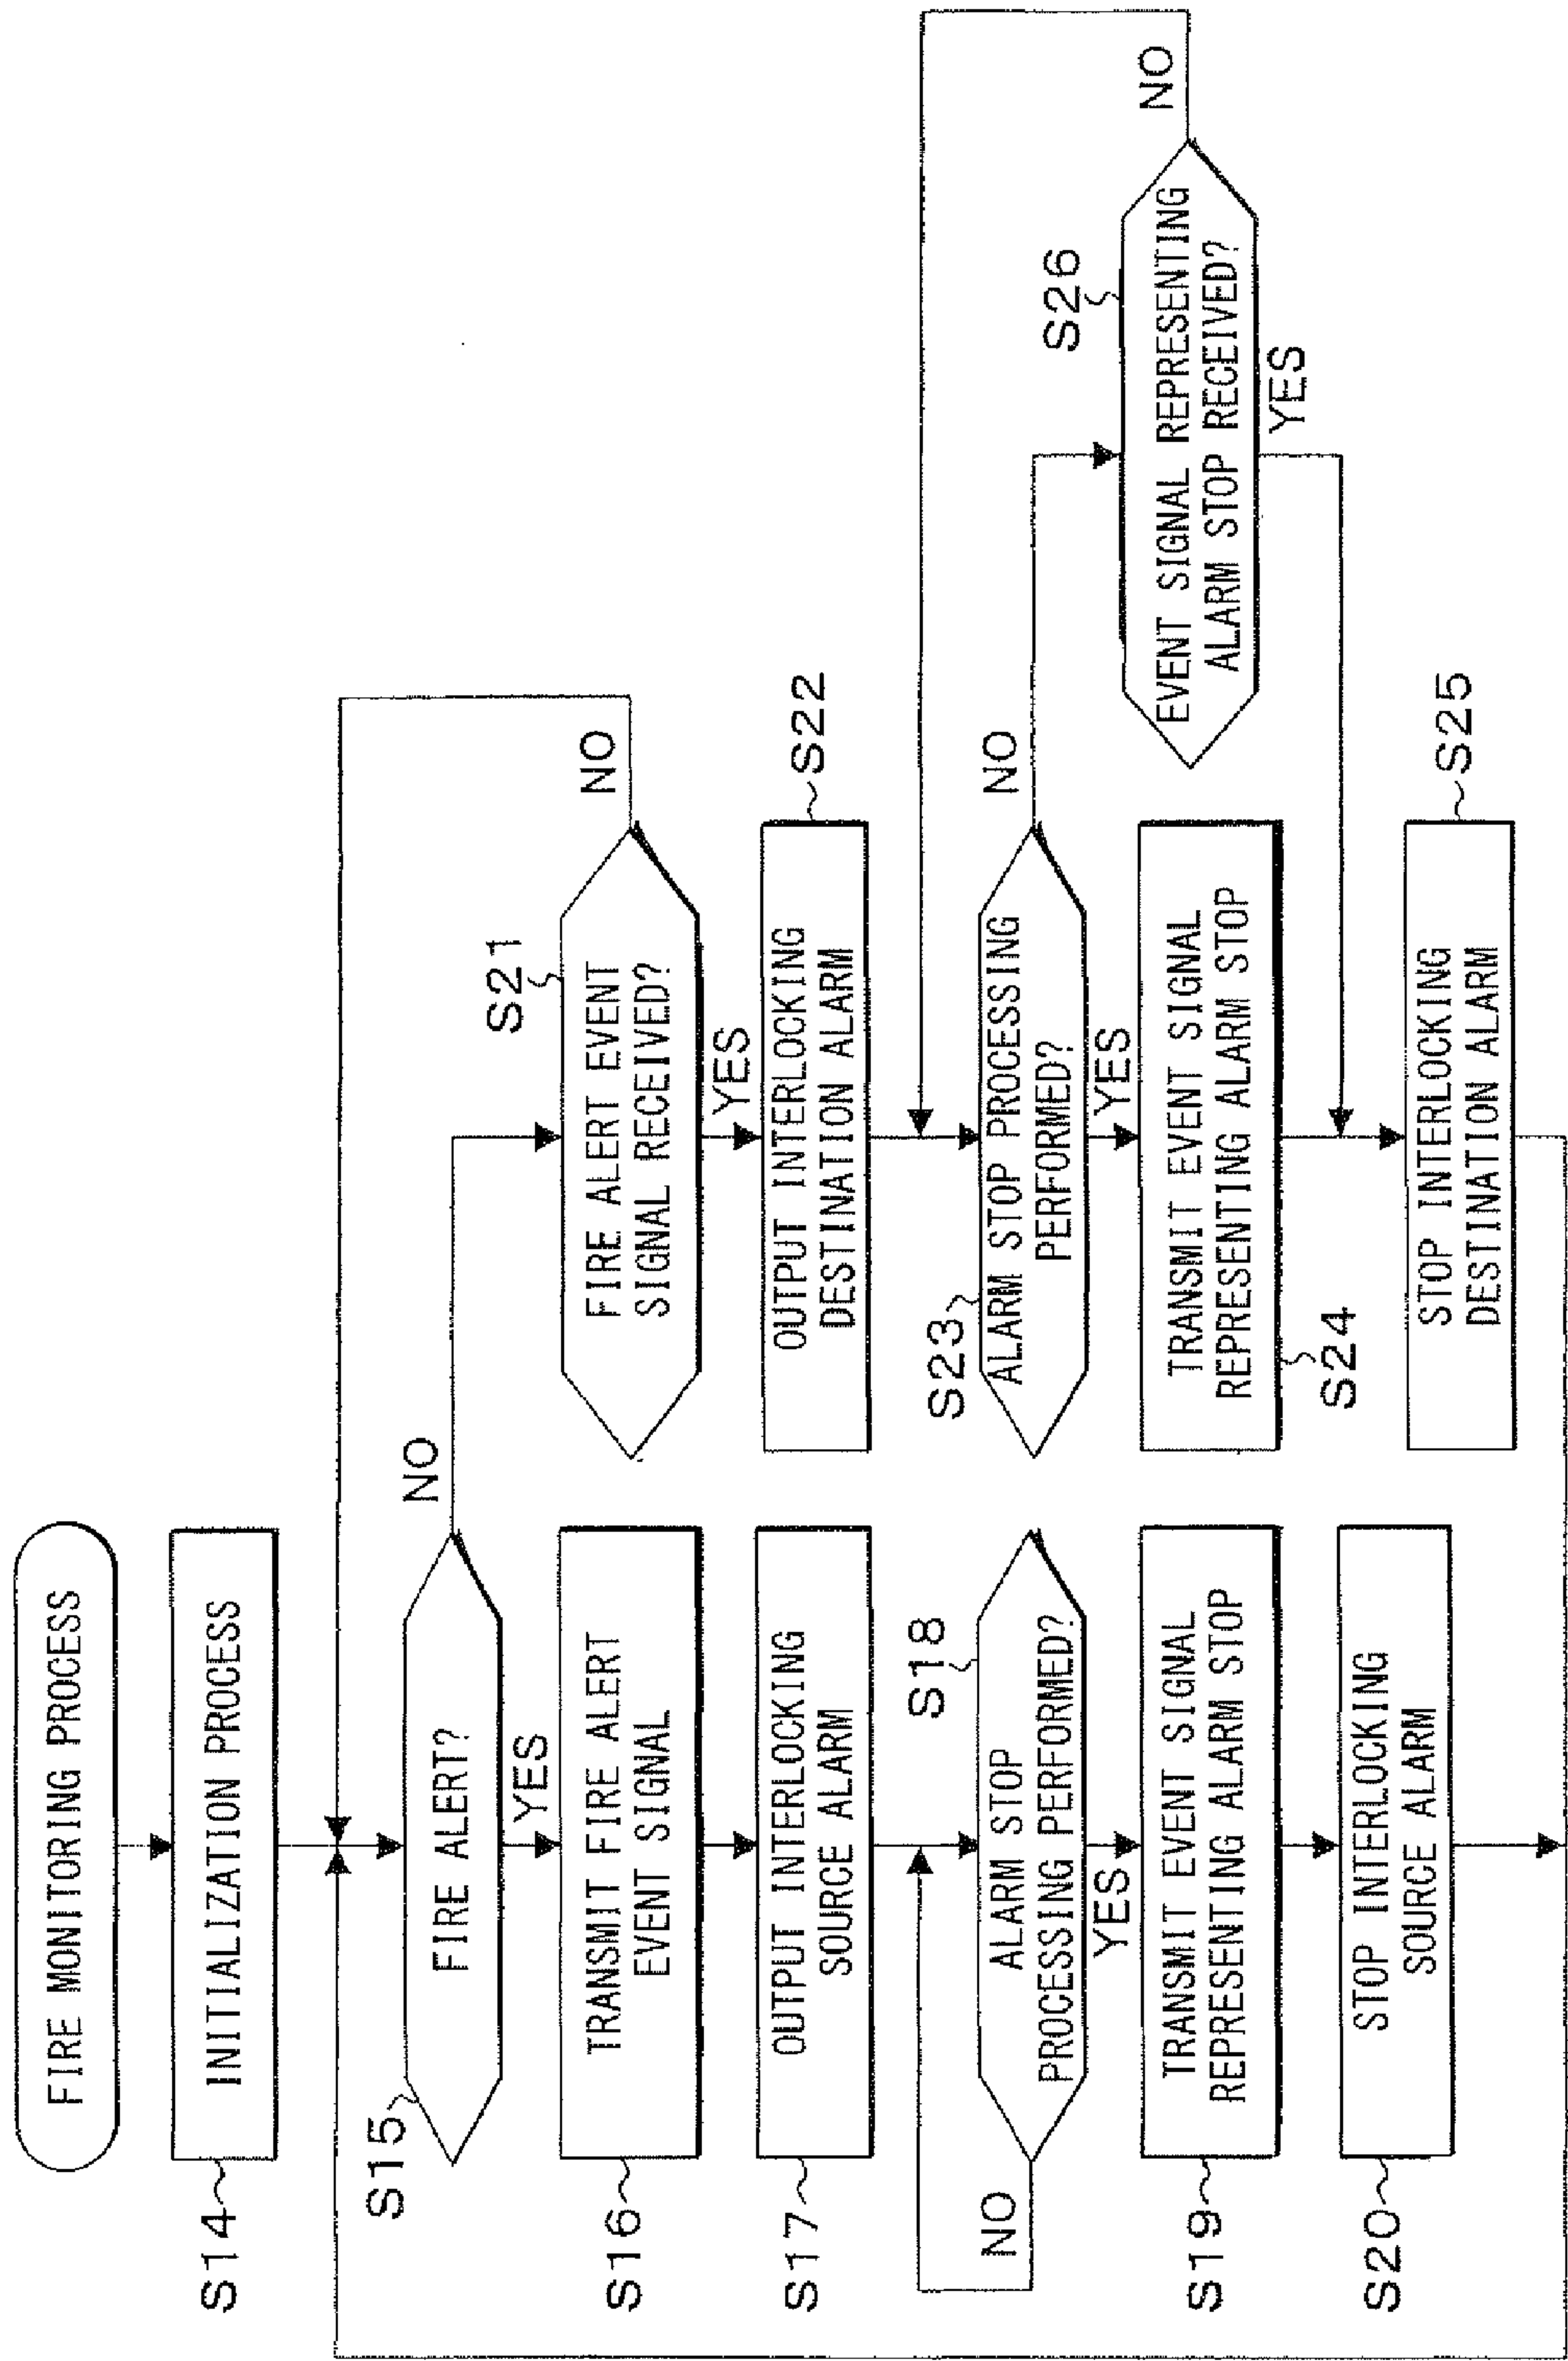 FIRE MONITORING PROCESS
S14
INITIALIZATION PROCESS
S15
FIRE ALERT?
NO
YES
S16
TRANSMIT FIRE ALERT
EVENT SIGNAL
S17
OUTPUT INTERLOCKING
SOURCE ALARM
S18
ALARM STOP
PROCESSING PERFORMED?
NO
YES
S19
TRANSMIT EVENT SIGNAL
REPRESENTING ALARM STOP
S20
STOP INTERLOCKING
SOURCE ALARM
S21
FIRE ALERT EVENT
SIGNAL RECEIVED?
NO
YES
S22
OUTPUT INTERLOCKING
DESTINATION ALARM
S23
ALARM STOP PROCESSING
PERFORMED?
NO
YES
TRANSMIT EVENT SIGNAL
REPRESENTING ALARM STOP
S24
S25
STOP INTERLOCKING
DESTINATION ALARM
S26
EVENT SIGNAL REPRESENTING
ALARM STOP RECEIVED?
NO
YES